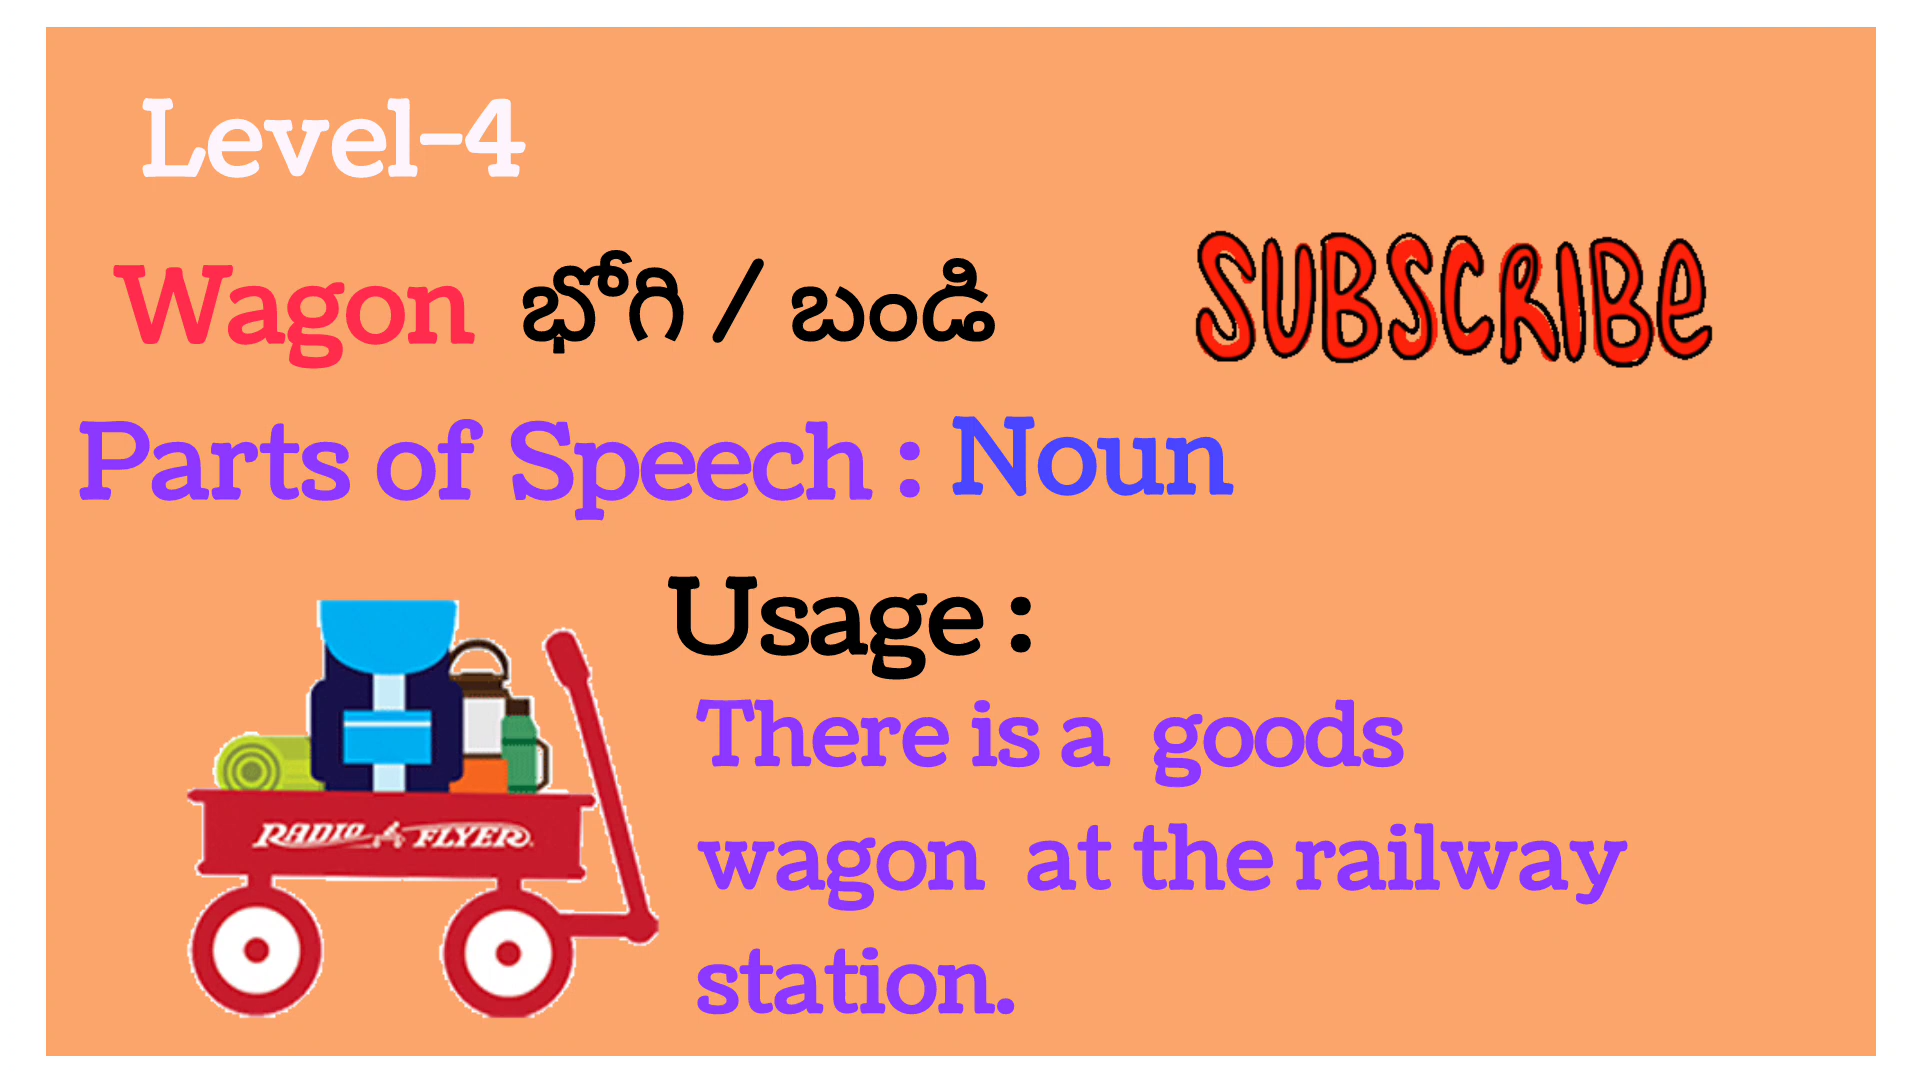 Level-4
Wagon భోగి / బండి
SUBSCRIBE
Parts of Speech : Noun
Usage :
There is a goods
wagon at the railway
station.
RADIO FLYER